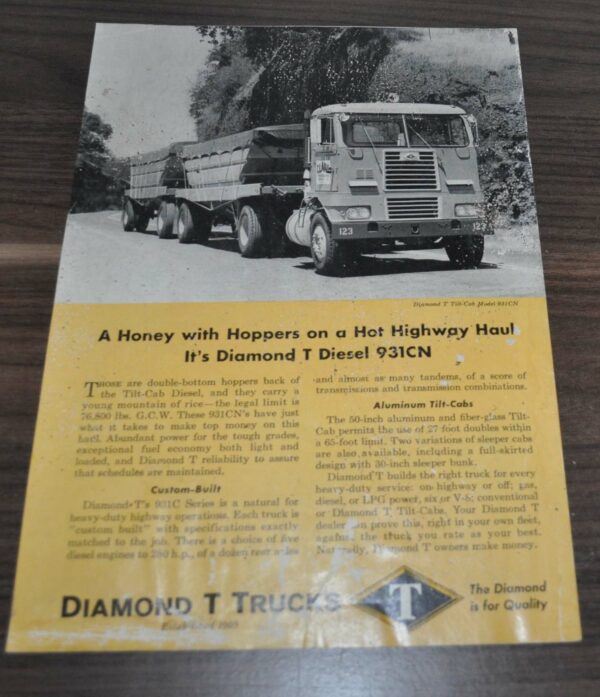 123
123
Diamond T Tilt-Cab Model 931CN
A Honey with Hoppers on a Hot Highway Haul
It's Diamond T Diesel 931CN
THOSE are double-bottom hoppers back of
the Tilt-Cab Diesel, and they carry a
young mountain of rice—the legal limit is
76,800 lbs. G.C.W. These 931CN's have just
what it takes to make top money on this
haul. Abundant power for the tough grades,
exceptional fuel economy both light and
loaded, and Diamond T reliability to assure
that schedules are maintained.
Custom-Built
Diamond T's 931C Series is a natural for
heavy-duty highway operations. Each truck is
"custom built" with specifications exactly
matched to the job. There is a choice of five
diesel engines to 280 h.p., of a dozen rear axles
and almost as many tandems, of a score of
transmissions and transmission combinations.
Aluminum Tilt-Cabs
The 50-inch aluminum and fiber-glass Tilt-
Cab permits the use of 27 foot doubles within
a 65-foot limit. Two variations of sleeper cabs
are also available, including a full-skirted
design with 30-inch sleeper bunk.
Diamond T builds the right truck for every
heavy-duty service: on-highway or off; gas,
diesel, or LPG power, six or V-8; conventional
or Diamond T Tilt-Cabs. Your Diamond T
dealer can prove this, right in your own fleet,
against the truck you rate as your best.
Naturally, Diamond T owners make money.
DIAMOND T TRUCKS
Established 1905
T
The Diamond
is for Quality